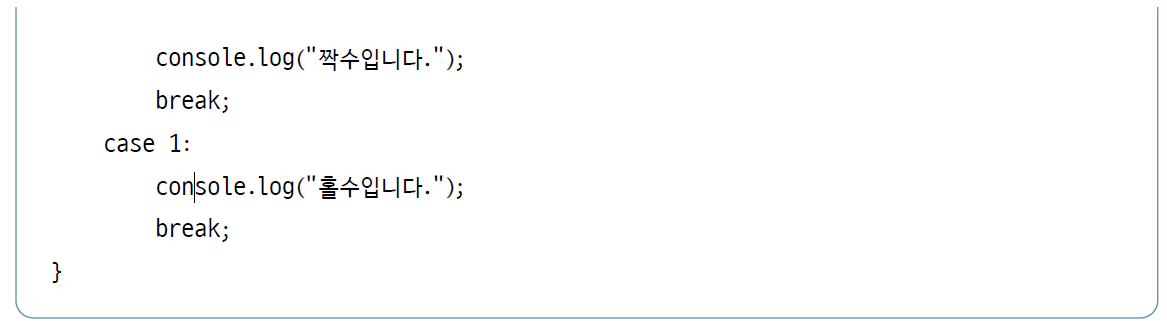 console.log("짝수입니다.");
break;
case 1:
console.log("홀수입니다.");
break;
}